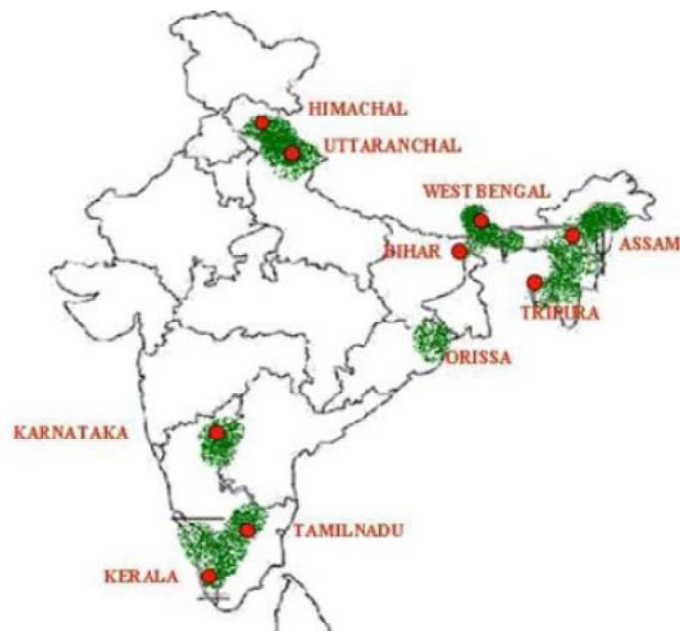 HIMACHAL
UTTARANCHAL
WEST BENGAL
BIHAR
ASSAM
TRIPURA
ORISSA
KARNATAKA
TAMILNADU
KERALA